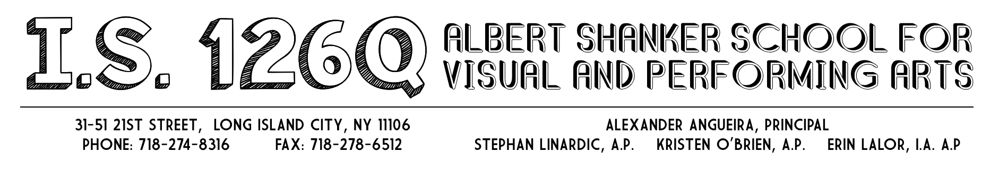 I.S. 126Q
ALBERT SHANKER SCHOOL FOR
VISUAL AND PERFORMING ARTS
31-51 21ST STREET, LONG ISLAND CITY, NY 11106
PHONE: 718-274-8316 FAX: 718-278-6512
ALEXANDER ANGUEIRA, PRINCIPAL
STEPHAN LINARDIC, A.P. KRISTEN O'BRIEN, A.P. ERIN LALOR, I.A. A.P